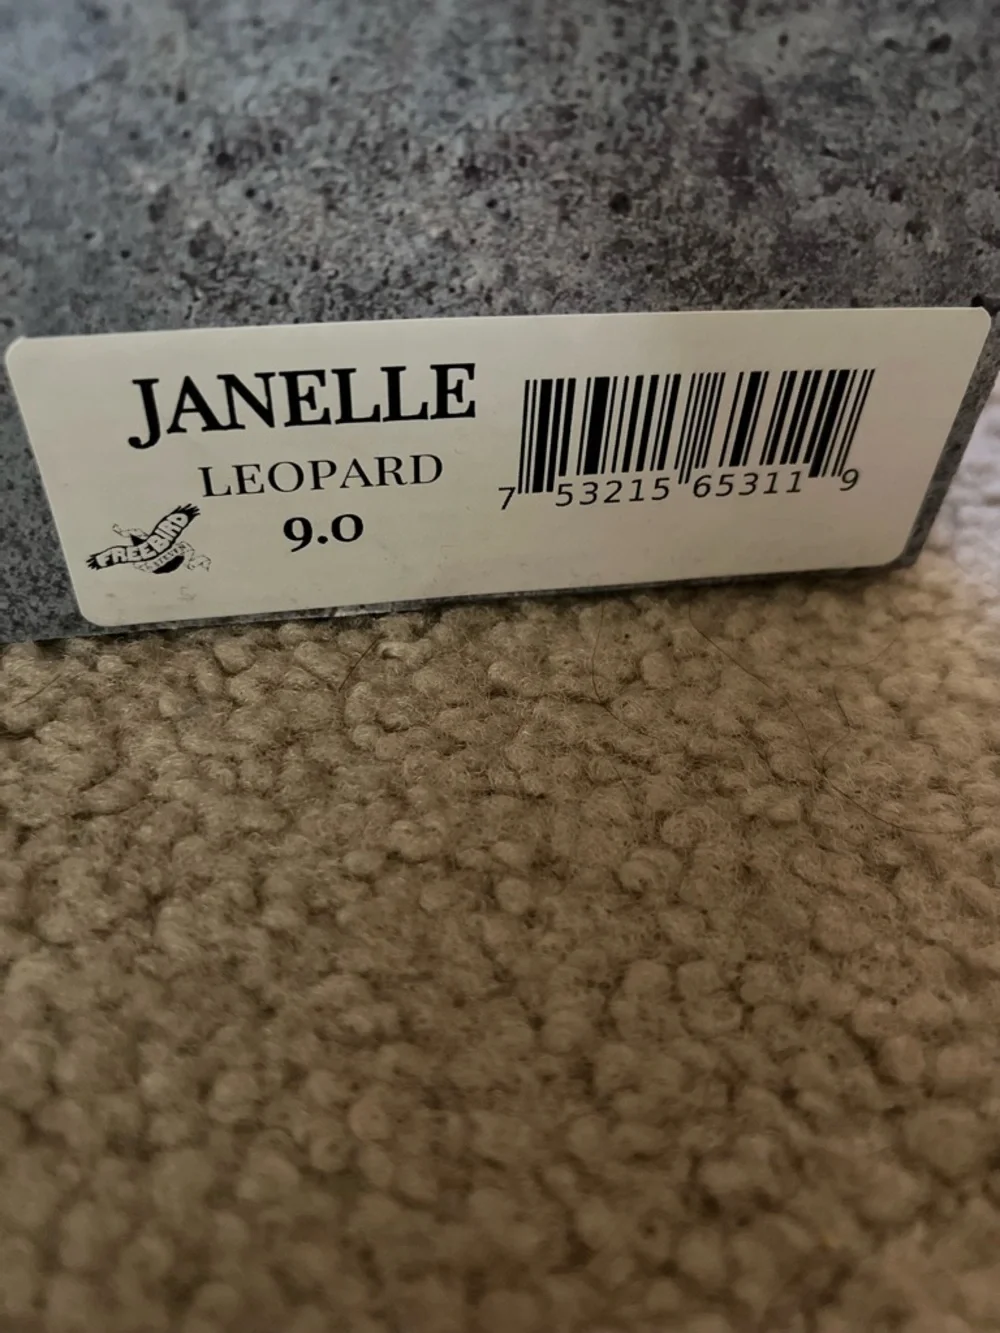 JANELLE
LEOPARD
9.0
FREEBIRD
7 53215 65311 9